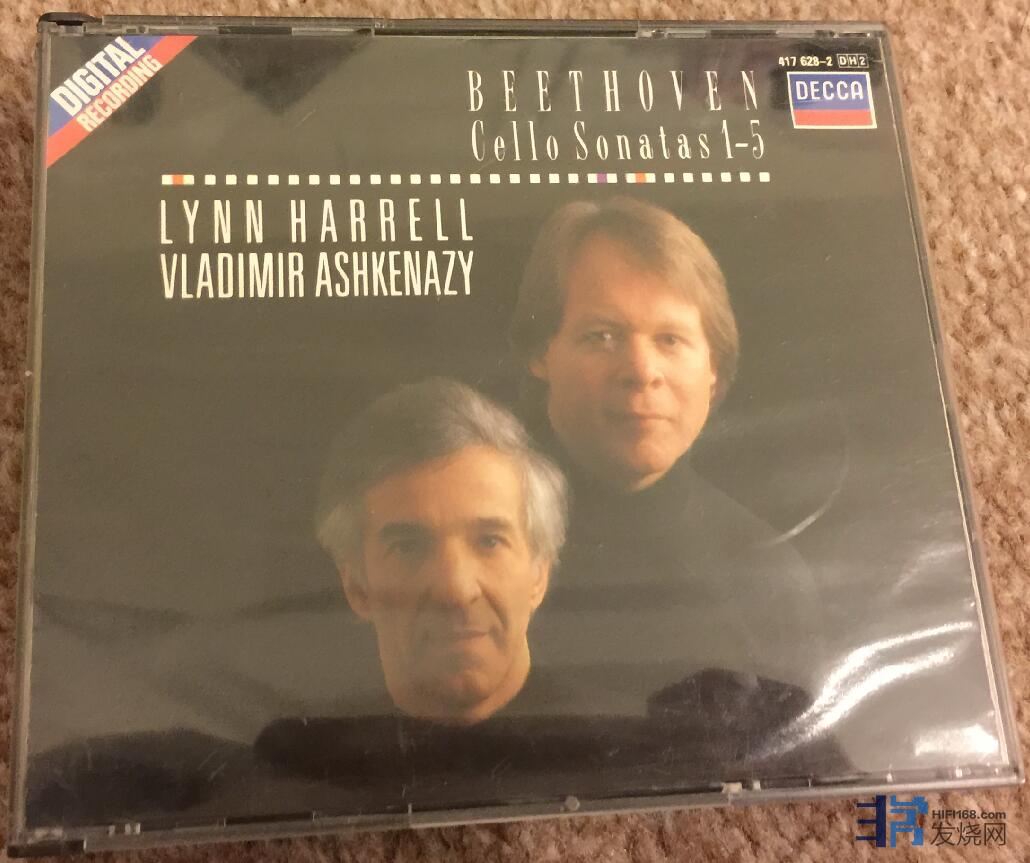 DIGITAL
RECORDING
417 628-2 DH2
DECCA
BEETHOVEN
Cello Sonatas 1-5
LYNN HARRELL
VLADIMIR ASHKENAZY
HIFI168.com
发烧网